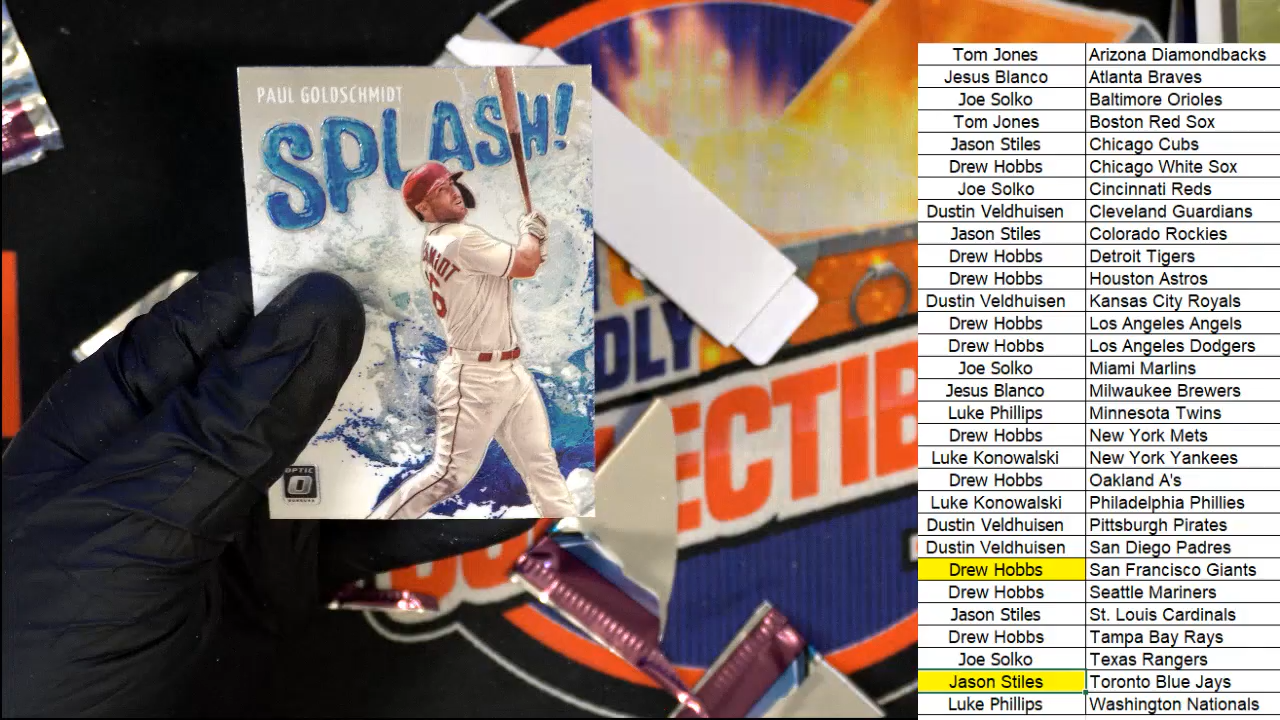 PAUL GOLDSCHMIDT
SPLASH!
6
OPTIC
DLY
ECTIB
Tom Jones Arizona Diamondbacks
Jesus Blanco Atlanta Braves
Joe Solko Baltimore Orioles
Tom Jones Boston Red Sox
Jason Stiles Chicago Cubs
Drew Hobbs Chicago White Sox
Joe Solko Cincinnati Reds
Dustin Veldhuisen Cleveland Guardians
Jason Stiles Colorado Rockies
Drew Hobbs Detroit Tigers
Drew Hobbs Houston Astros
Dustin Veldhuisen Kansas City Royals
Drew Hobbs Los Angeles Angels
Drew Hobbs Los Angeles Dodgers
Joe Solko Miami Marlins
Jesus Blanco Milwaukee Brewers
Luke Phillips Minnesota Twins
Drew Hobbs New York Mets
Luke Konowalski New York Yankees
Drew Hobbs Oakland A's
Luke Konowalski Philadelphia Phillies
Dustin Veldhuisen Pittsburgh Pirates
Dustin Veldhuisen San Diego Padres
Drew Hobbs San Francisco Giants
Drew Hobbs Seattle Mariners
Jason Stiles St. Louis Cardinals
Drew Hobbs Tampa Bay Rays
Joe Solko Texas Rangers
Jason Stiles Toronto Blue Jays
Luke Phillips Washington Nationals